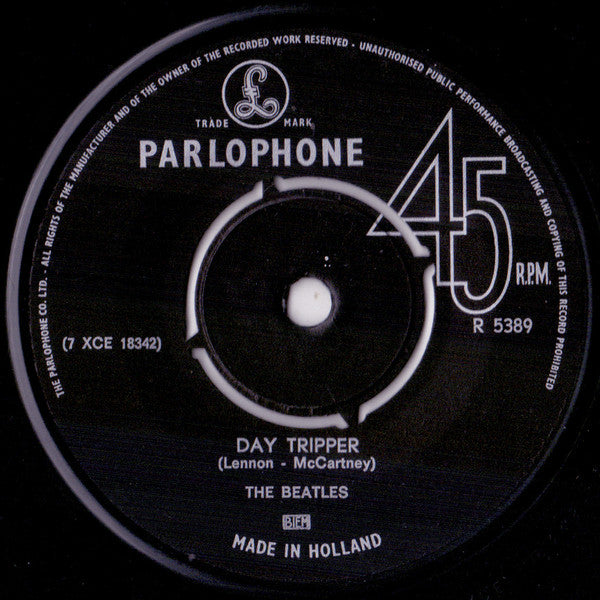 THE PARLOPHONE CO. LTD. - ALL RIGHTS OF THE MANUFACTURER AND OF THE OWNER OF THE RECORDED WORK RESERVED - UNAUTHORISED PUBLIC PERFORMANCE BROADCASTING AND COPYING OF THIS RECORD PROHIBITED
£
TRADE MARK
PARLOPHONE
45 R.P.M.
R 5389
(7 XCE 18342)
DAY TRIPPER
(Lennon - McCartney)
THE BEATLES
BIEM
MADE IN HOLLAND